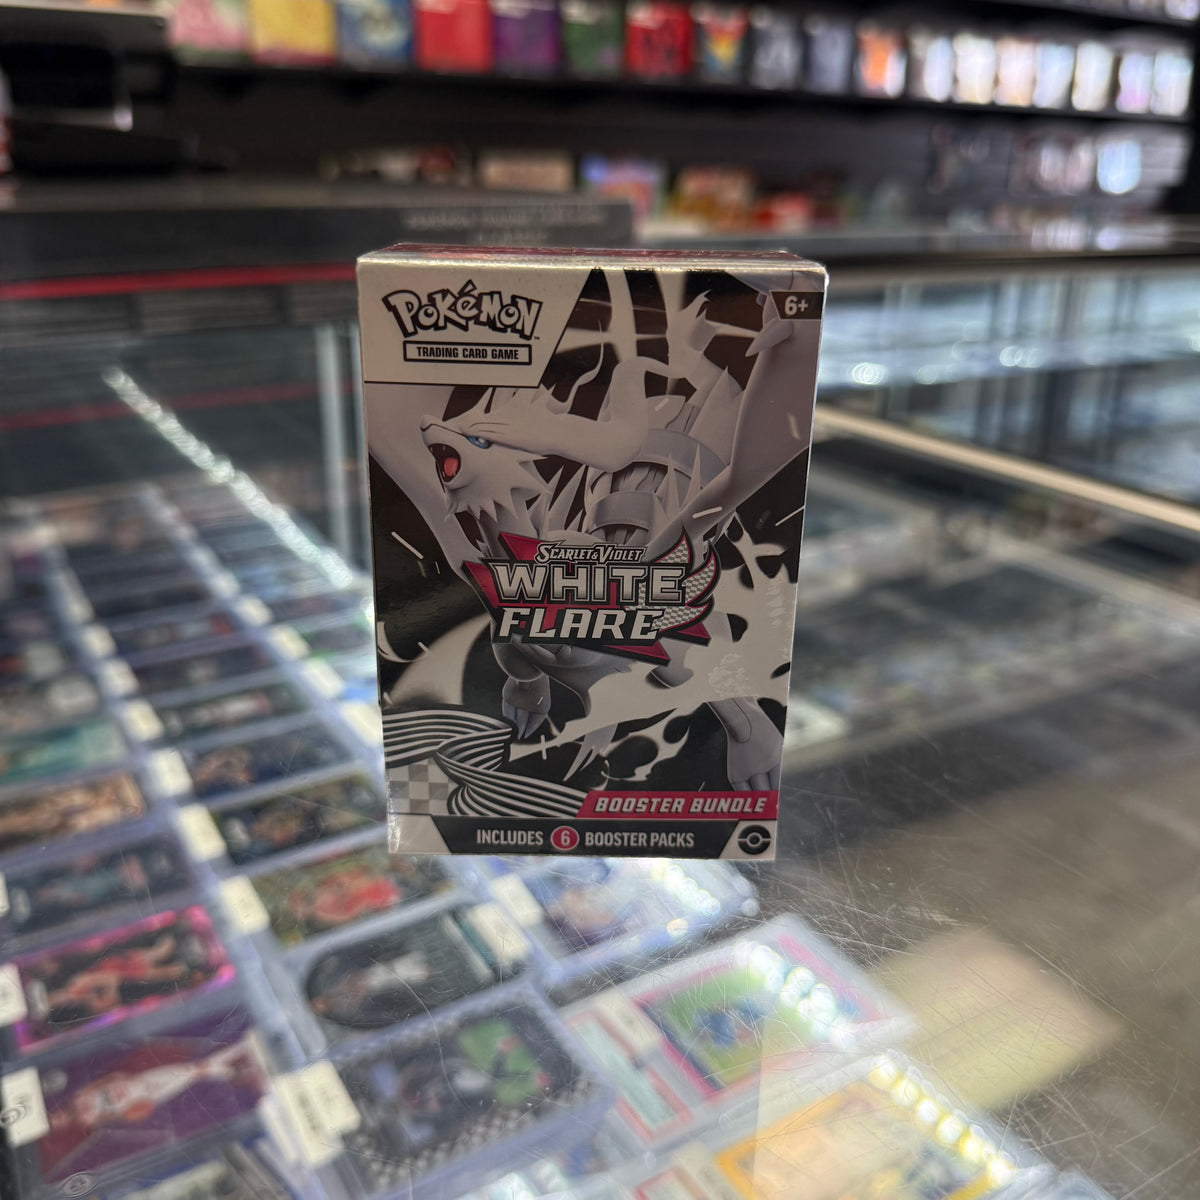 Pokémon
TRADING CARD GAME
6+
SCARLET & VIOLET
WHITE
FLARE
BOOSTER BUNDLE
INCLUDES 6 BOOSTER PACKS